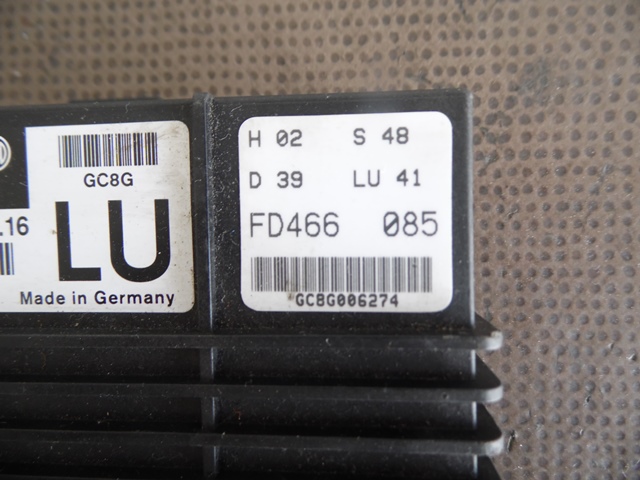 GC8G
.16
LU
Made in Germany
H 02 S 48
D 39 LU 41
FD466 085
GC8G006274